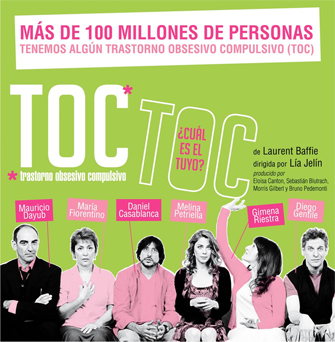 MÁS DE 100 MILLONES DE PERSONAS
TENEMOS ALGÚN TRASTORNO OBSESIVO COMPULSIVO (TOC)
TOC*
TOC
¿CUÁL
ES EL
TUYO?
* trastorno obsesivo compulsivo
de Laurent Baffie
dirigida por Lía Jelín
producido por
Eloísa Canton, Sebastián Blutrach,
Morris Gilbert y Bruno Pedemonti
Mauricio
Dayub
María
Fiorentino
Daniel
Casablanca
Melina
Petriella
Gimena
Riestra
Diego
Gentile